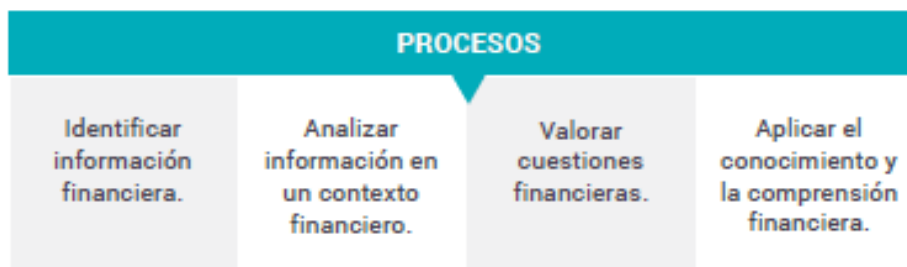 PROCESOS
Identificar
información
financiera.
Analizar
información en
un contexto
financiero.
Valorar
cuestiones
financieras.
Aplicar el
conocimiento y
la comprensión
financiera.